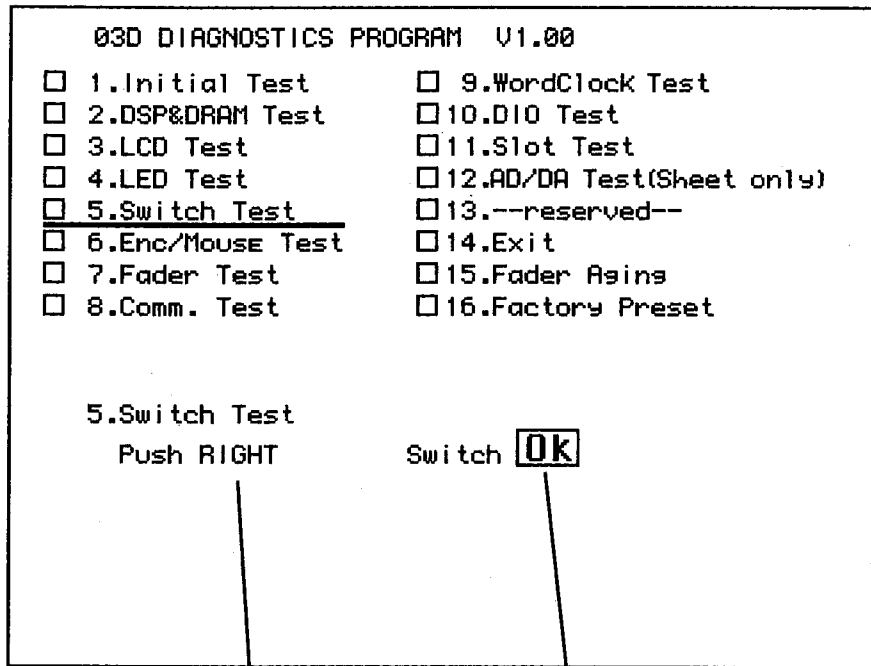 03D DIAGNOSTICS PROGRAM V1.00
1.Initial Test
2.DSP&DRAM Test
3.LCD Test
4.LED Test
5.Switch Test
6.Enc/Mouse Test
7.Fader Test
8.Comm. Test
9.WordClock Test
10.DIO Test
11.Slot Test
12.AD/DA Test(Sheet only)
13.--reserved--
14.Exit
15.Fader Aging
16.Factory Preset
5.Switch Test
Push RIGHT Switch Ok